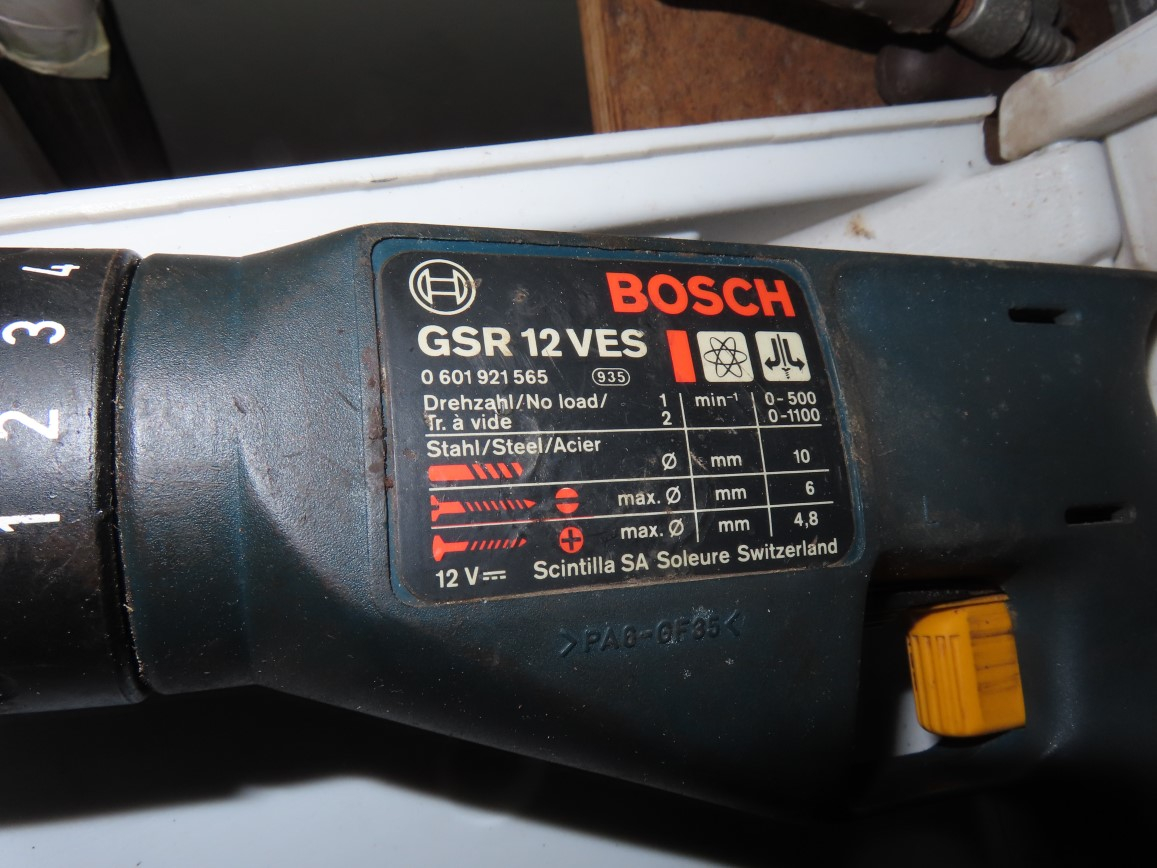 4
3
2
1
BOSCH
GSR 12 VES
0 601 921 565 935
Drehzahl/No load/ 1 min⁻¹ 0-500
Tr. à vide 2 0-1100
Stahl/Steel/Acier
Ø mm 10
max. Ø mm 6
max. Ø mm 4,8
12 V⎓ Scintilla SA Soleure Switzerland
>PA6-GF35<